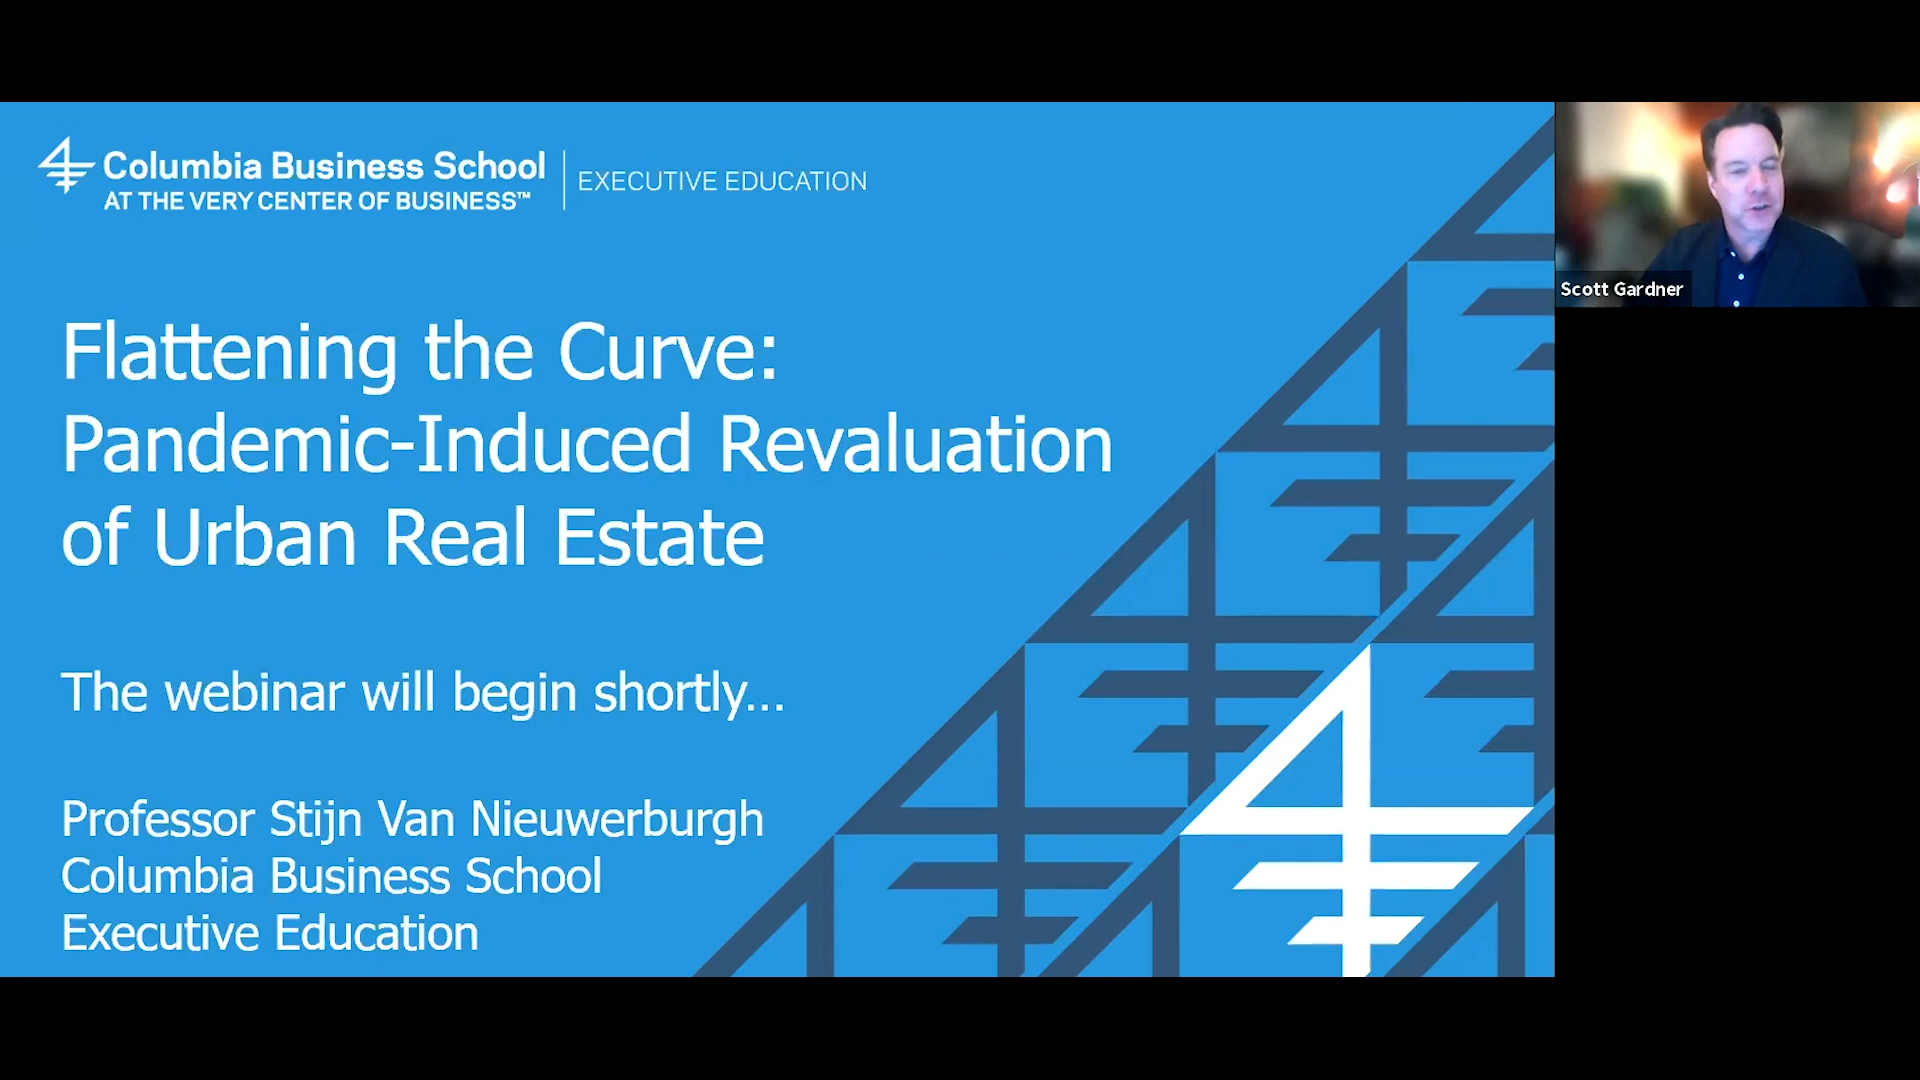 Columbia Business School
AT THE VERY CENTER OF BUSINESS™
EXECUTIVE EDUCATION
Scott Gardner
Flattening the Curve:
Pandemic-Induced Revaluation
of Urban Real Estate
The webinar will begin shortly...
Professor Stijn Van Nieuwerburgh
Columbia Business School
Executive Education